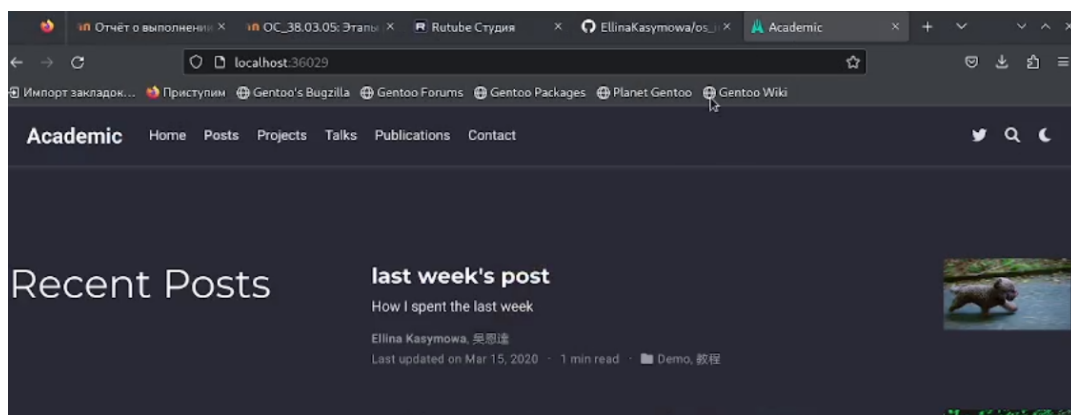 Отчёт о выполнени
ОС_38.03.05: Этапы
Rutube Студия
EllinaKasymowa/os_
Academic
localhost:36029
Импорт закладок...
Приступим
Gentoo's Bugzilla
Gentoo Forums
Gentoo Packages
Planet Gentoo
Gentoo Wiki
Academic
Home
Posts
Projects
Talks
Publications
Contact
Recent Posts
last week's post
How I spent the last week
Ellina Kasymowa, 吳恩達
Last updated on Mar 15, 2020 · 1 min read · Demo, 教程